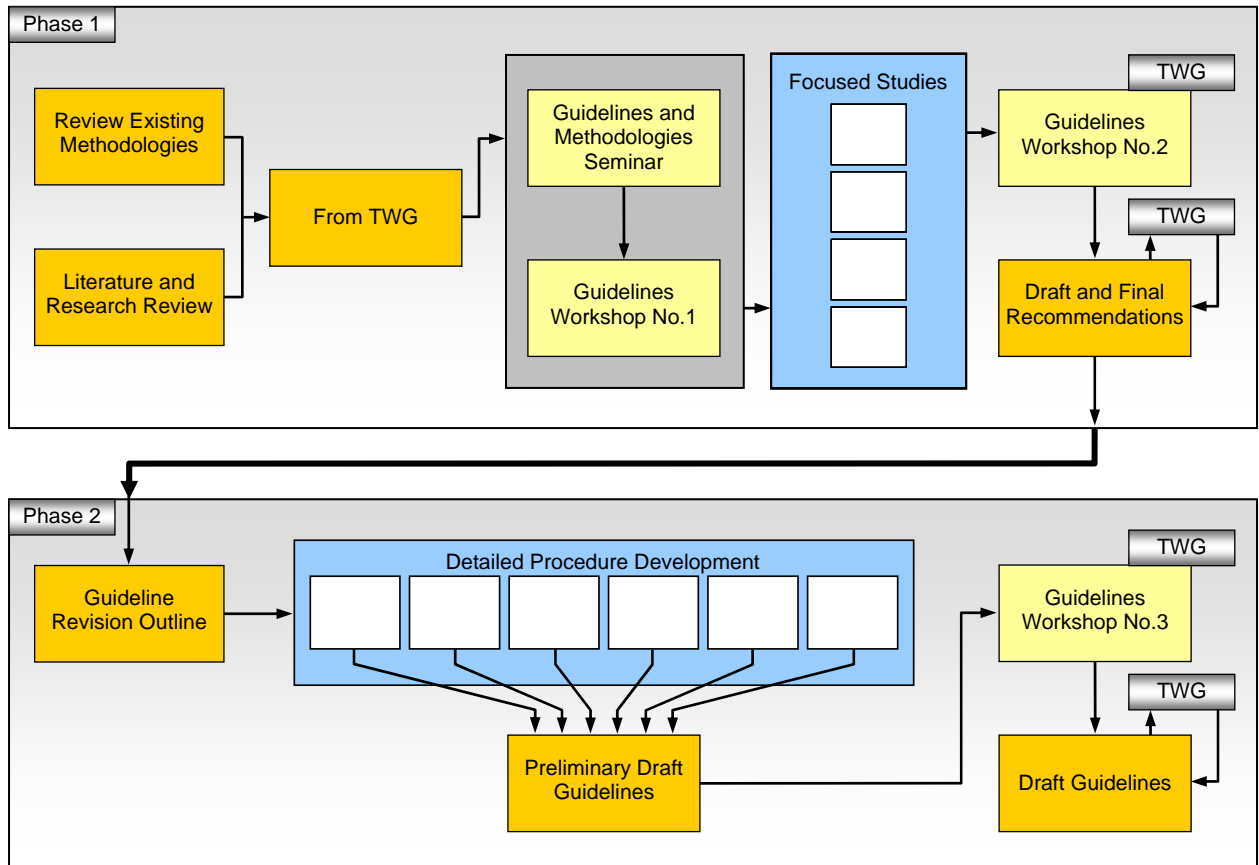 Phase 1
Review Existing
Methodologies
Literature and
Research Review
From TWG
Guidelines and
Methodologies
Seminar
Guidelines
Workshop No.1
Focused Studies
TWG
Guidelines
Workshop No.2
TWG
Draft and Final
Recommendations
Phase 2
Guideline
Revision Outline
Detailed Procedure Development
Preliminary Draft
Guidelines
TWG
Guidelines
Workshop No.3
TWG
Draft Guidelines